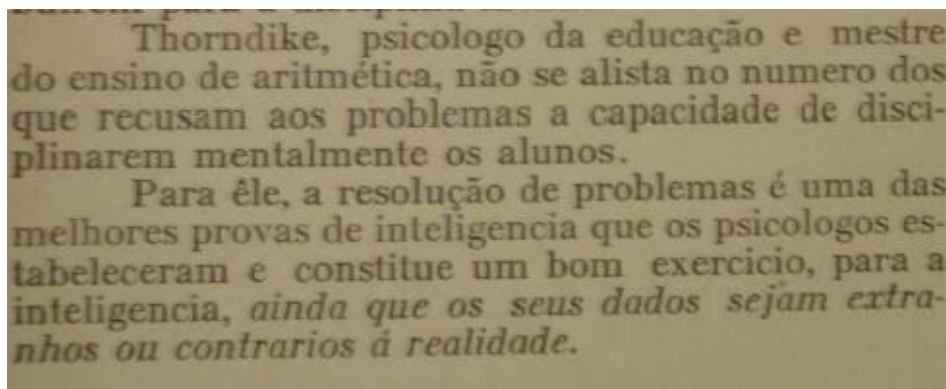 Thorndike, psicologo da educação e mestre
do ensino de aritmética, não se alista no numero dos
que recusam aos problemas a capacidade de disci-
plinarem mentalmente os alunos.
Para êle, a resolução de problemas é uma das
melhores provas de inteligencia que os psicologos es-
tabeleceram e constitue um bom exercicio, para a
inteligencia, ainda que os seus dados sejam extra-
nhos ou contrarios á realidade.